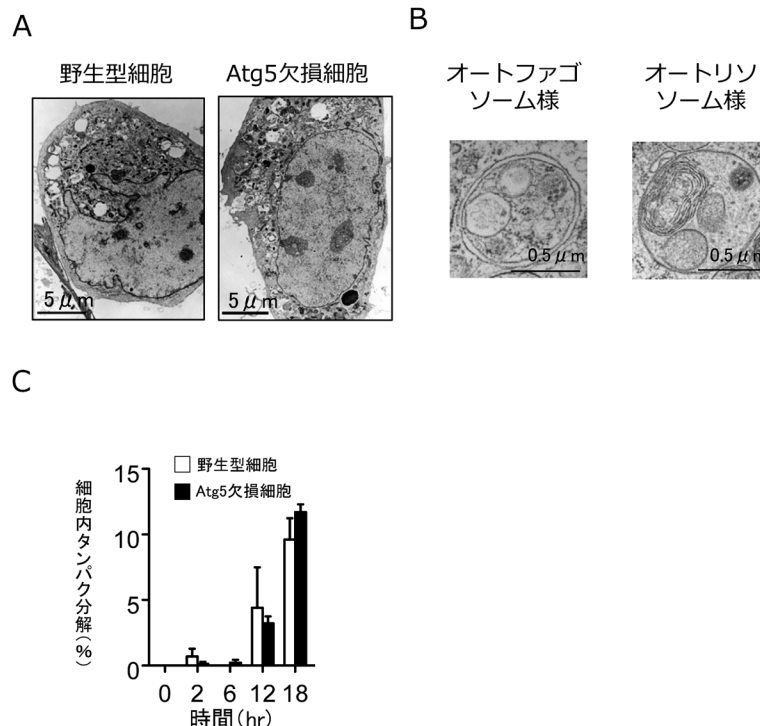 A
野生型細胞
Atg5欠損細胞
5μm
5μm
B
オートファゴ
ソーム様
オートリソ
ソーム様
0.5μm
0.5μm
C
細胞内タンパク分解(%)
15
10
5
0
野生型細胞
Atg5欠損細胞
0 2 6 12 18
時間(hr)